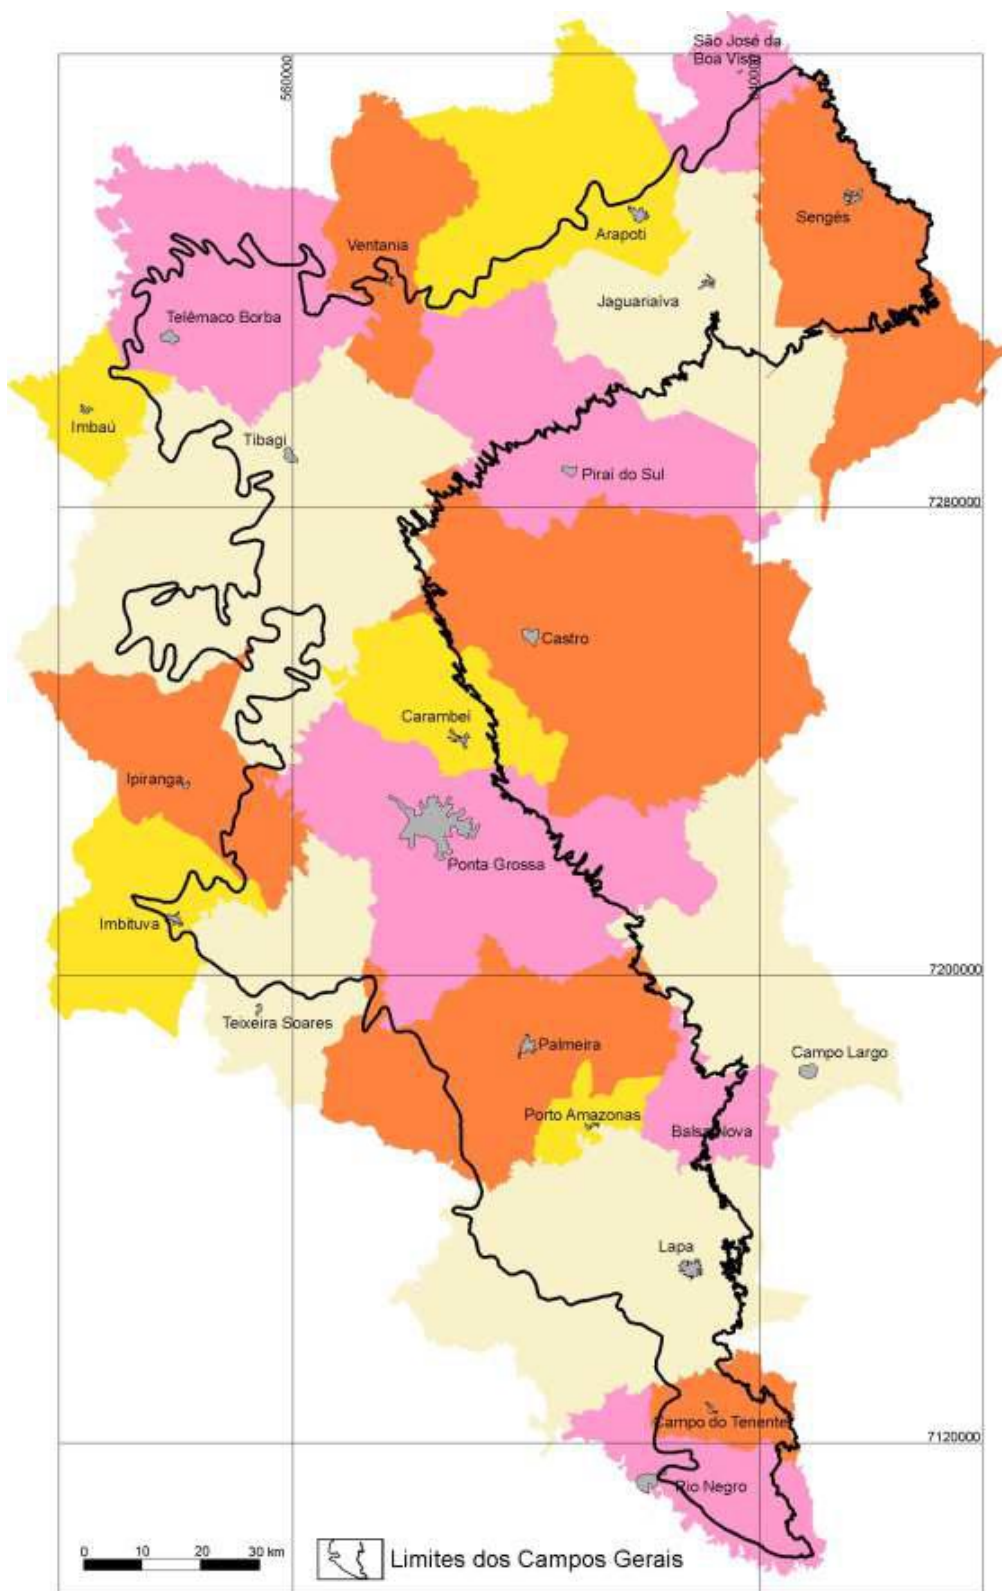 São José da
Boa Vista
560000
640000
Sengés
Arapoti
Ventania
Jaguariaíva
Telêmaco Borba
Imbaú
Tibagi
Piraí do Sul
7280000
Castro
Carambeí
Ipiranga
Ponta Grossa
Imbituva
7200000
Teixeira Soares
Palmeira
Campo Largo
Porto Amazonas
Balsa Nova
Lapa
Campo do Tenente
7120000
Rio Negro
0 10 20 30 km
Limites dos Campos Gerais